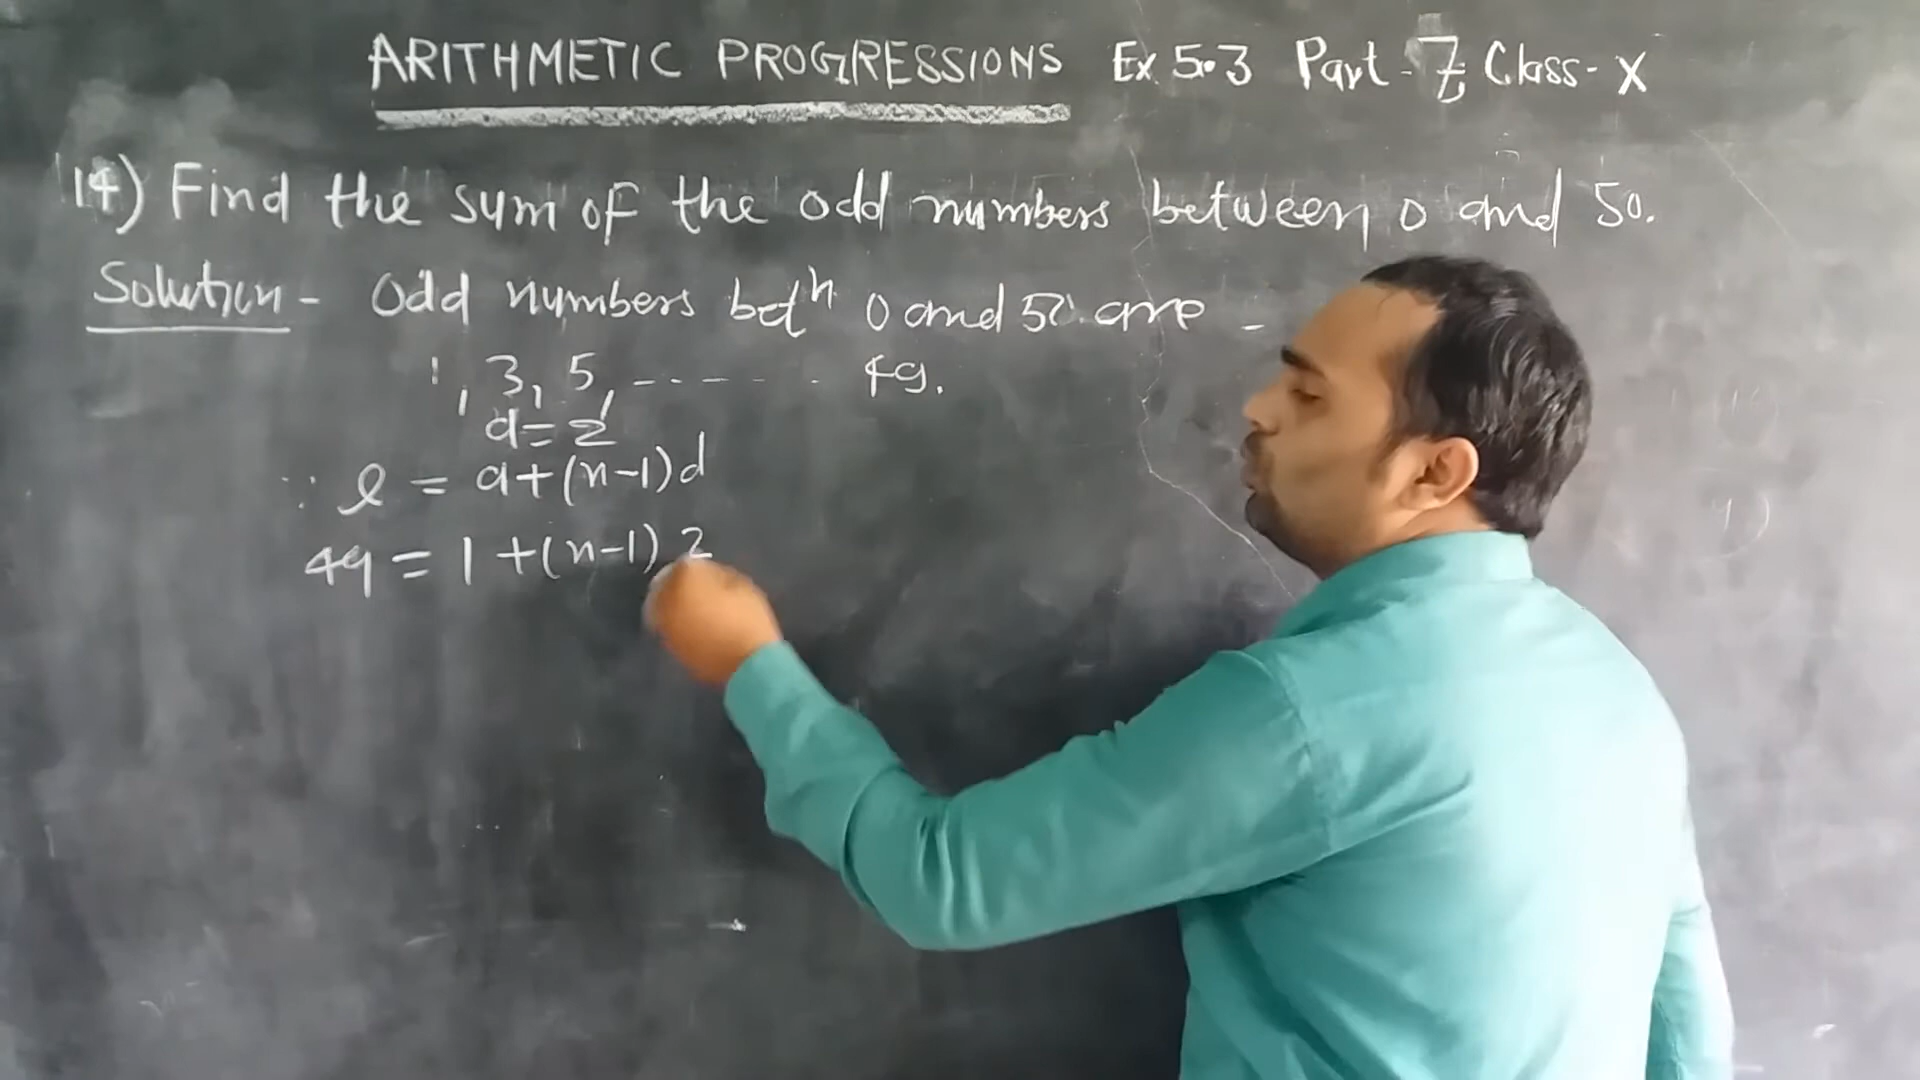 ARITHMETIC PROGRESSIONS Ex 5.3 Part-7 Class-X
14) Find the sum of the odd numbers between 0 and 50.
Solution - Odd numbers betn 0 and 50 are -
1, 3, 5, ------- 49.
d=2
∵ l = a+(n-1)d
49 = 1+(n-1)2